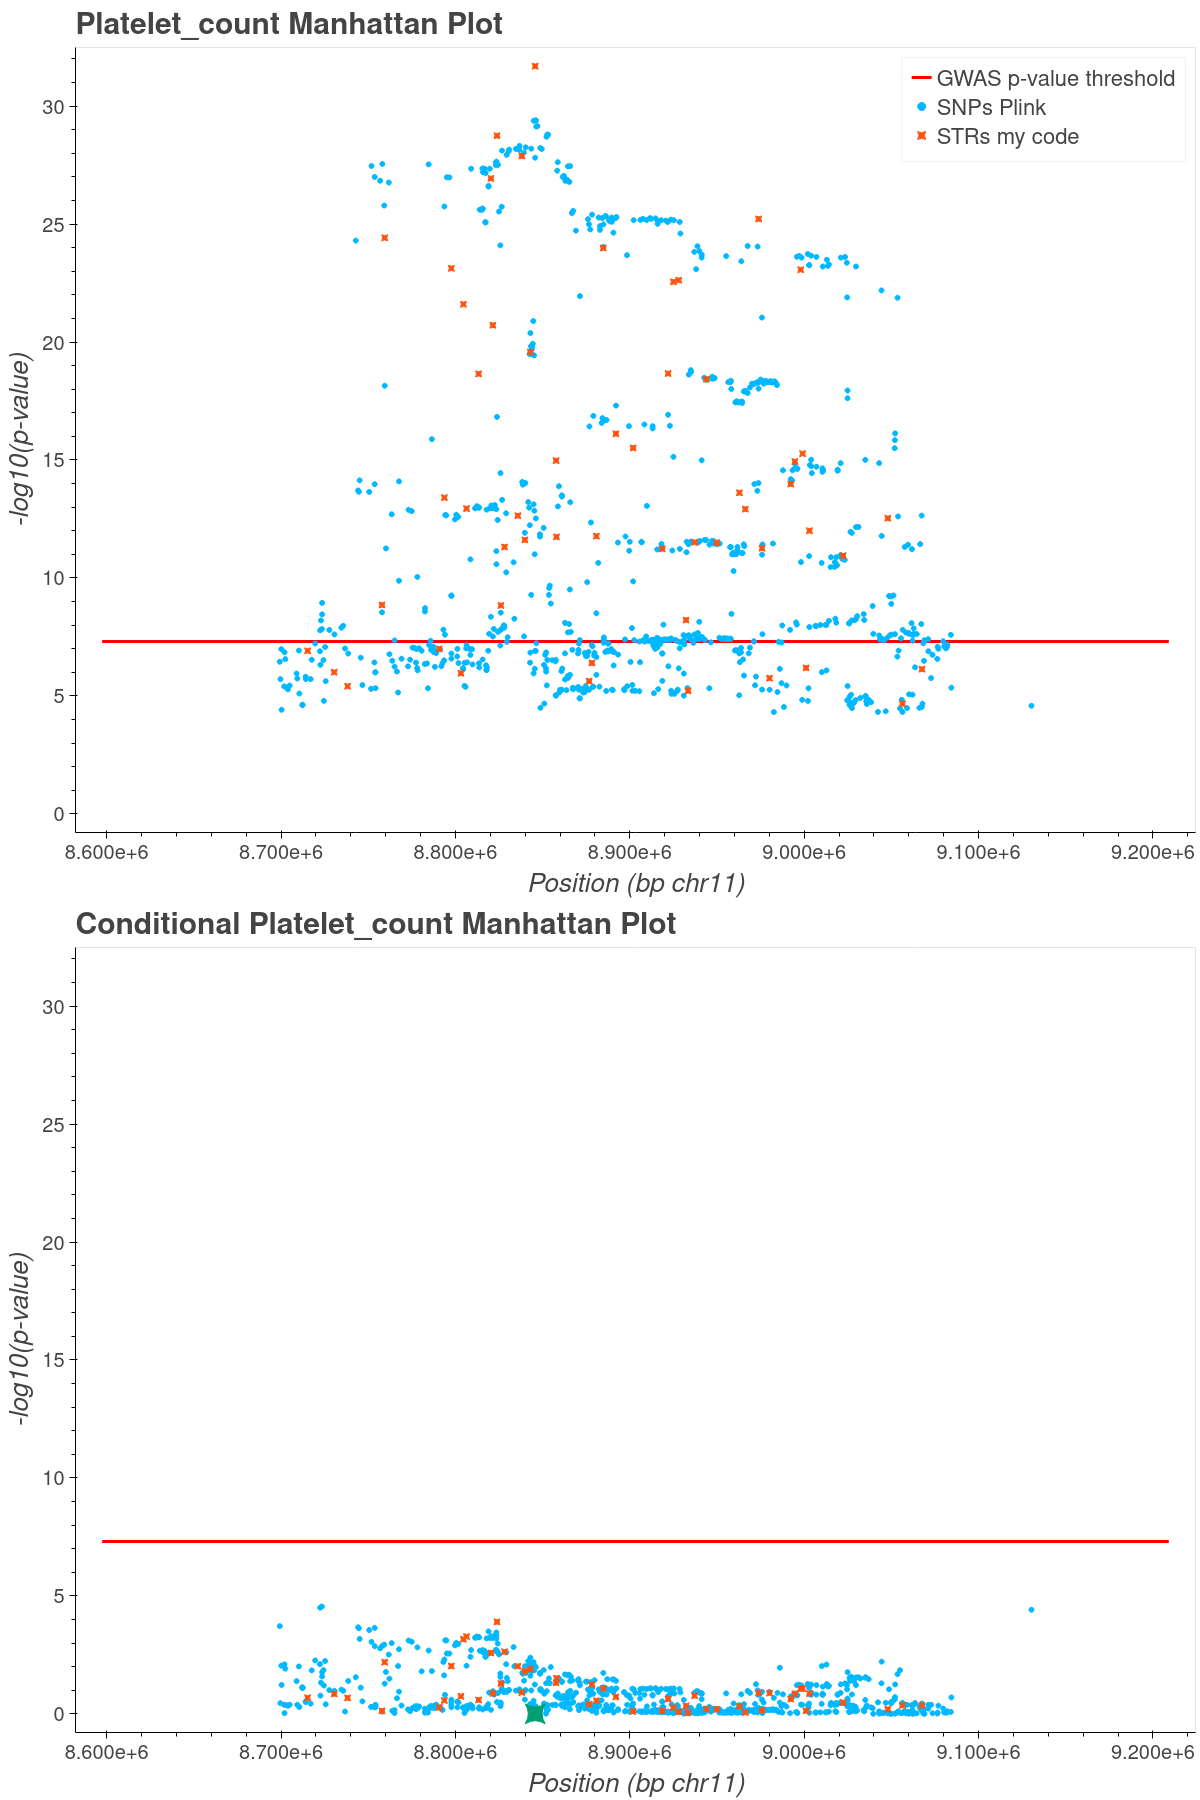 Platelet_count Manhattan Plot
GWAS p-value threshold
SNPs Plink
STRs my code
30
25
20
15
10
5
0
-log10(p-value)
8.600e+6 8.700e+6 8.800e+6 8.900e+6 9.000e+6 9.100e+6 9.200e+6
Position (bp chr11)
Conditional Platelet_count Manhattan Plot
30
25
20
15
10
5
0
-log10(p-value)
8.600e+6 8.700e+6 8.800e+6 8.900e+6 9.000e+6 9.100e+6 9.200e+6
Position (bp chr11)